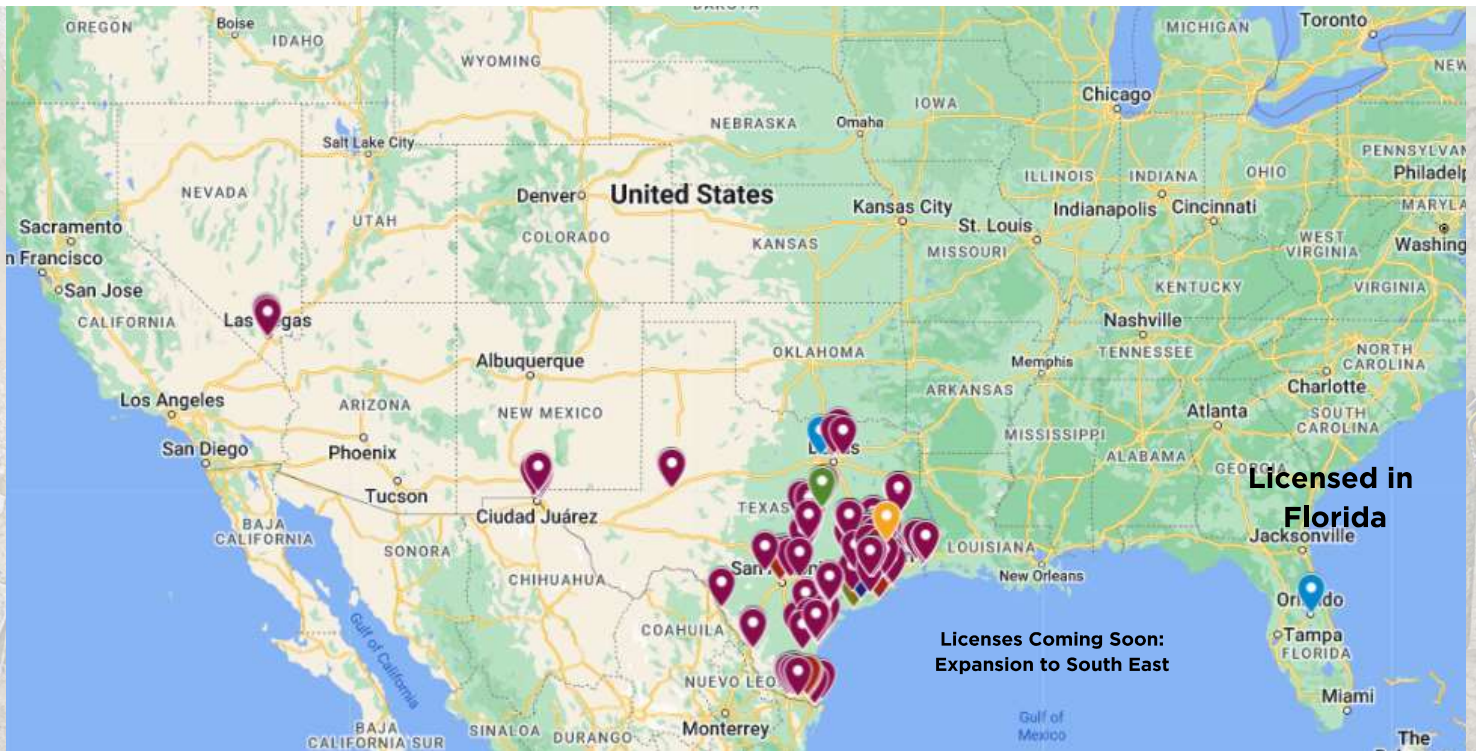 OREGON
Boise
IDAHO
WYOMING
MICHIGAN
Toronto
NEW
IOWA
Chicago
NEBRASKA
Omaha
Salt Lake City
PENNSYLVAN
Philadelp
NEVADA
UTAH
Denver
United States
ILLINOIS
INDIANA
OHIO
MARYLA
Sacramento
COLORADO
Kansas City
St. Louis
Indianapolis
Cincinnati
WEST
VIRGINIA
Washing
n Francisco
San Jose
KANSAS
MISSOURI
KENTUCKY
VIRGINIA
CALIFORNIA
Nashville
TENNESSEE
Albuquerque
OKLAHOMA
Memphis
NORTH
CAROLINA
Charlotte
Los Angeles
ARIZONA
NEW MEXICO
ARKANSAS
Atlanta
SOUTH
CAROLINA
San Diego
Phoenix
MISSISSIPPI
ALABAMA
GEORGIA
Licensed in
Florida
Tucson
Ciudad Juárez
TEXAS
Jacksonville
BAJA
CALIFORNIA
SONORA
CHIHUAHUA
LOUISIANA
New Orleans
COAHUILA
Licenses Coming Soon:
Expansion to South East
Tampa
FLORIDA
Gulf of California
Miami
BAJA
CALIFORNIA SUR
SINALOA
DURANGO
Monterrey
Gulf of
Mexico
The